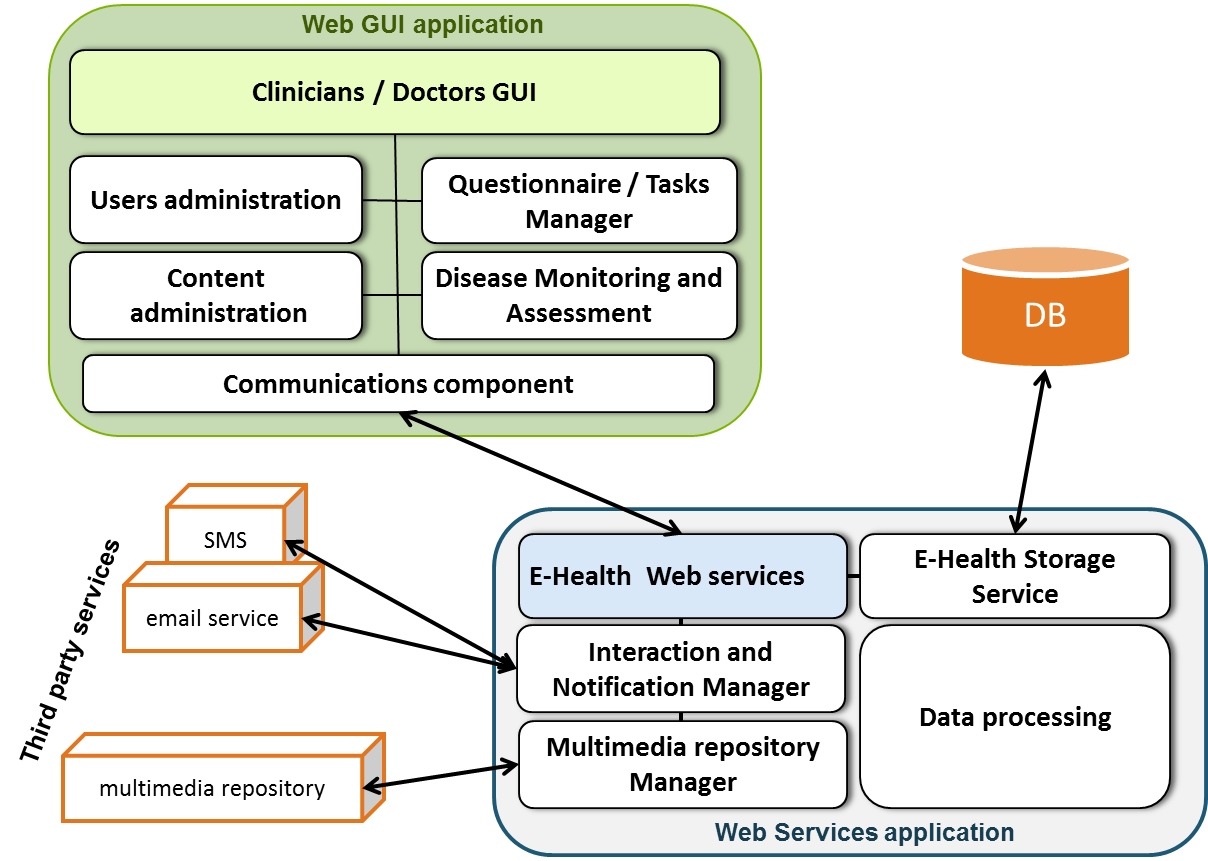 Web GUI application
Clinicians / Doctors GUI
Users administration
Questionnaire / Tasks
Manager
Content
administration
Disease Monitoring and
Assessment
Communications component
DB
Third party services
SMS
email service
multimedia repository
E-Health Web services
E-Health Storage
Service
Interaction and
Notification Manager
Data processing
Multimedia repository
Manager
Web Services application